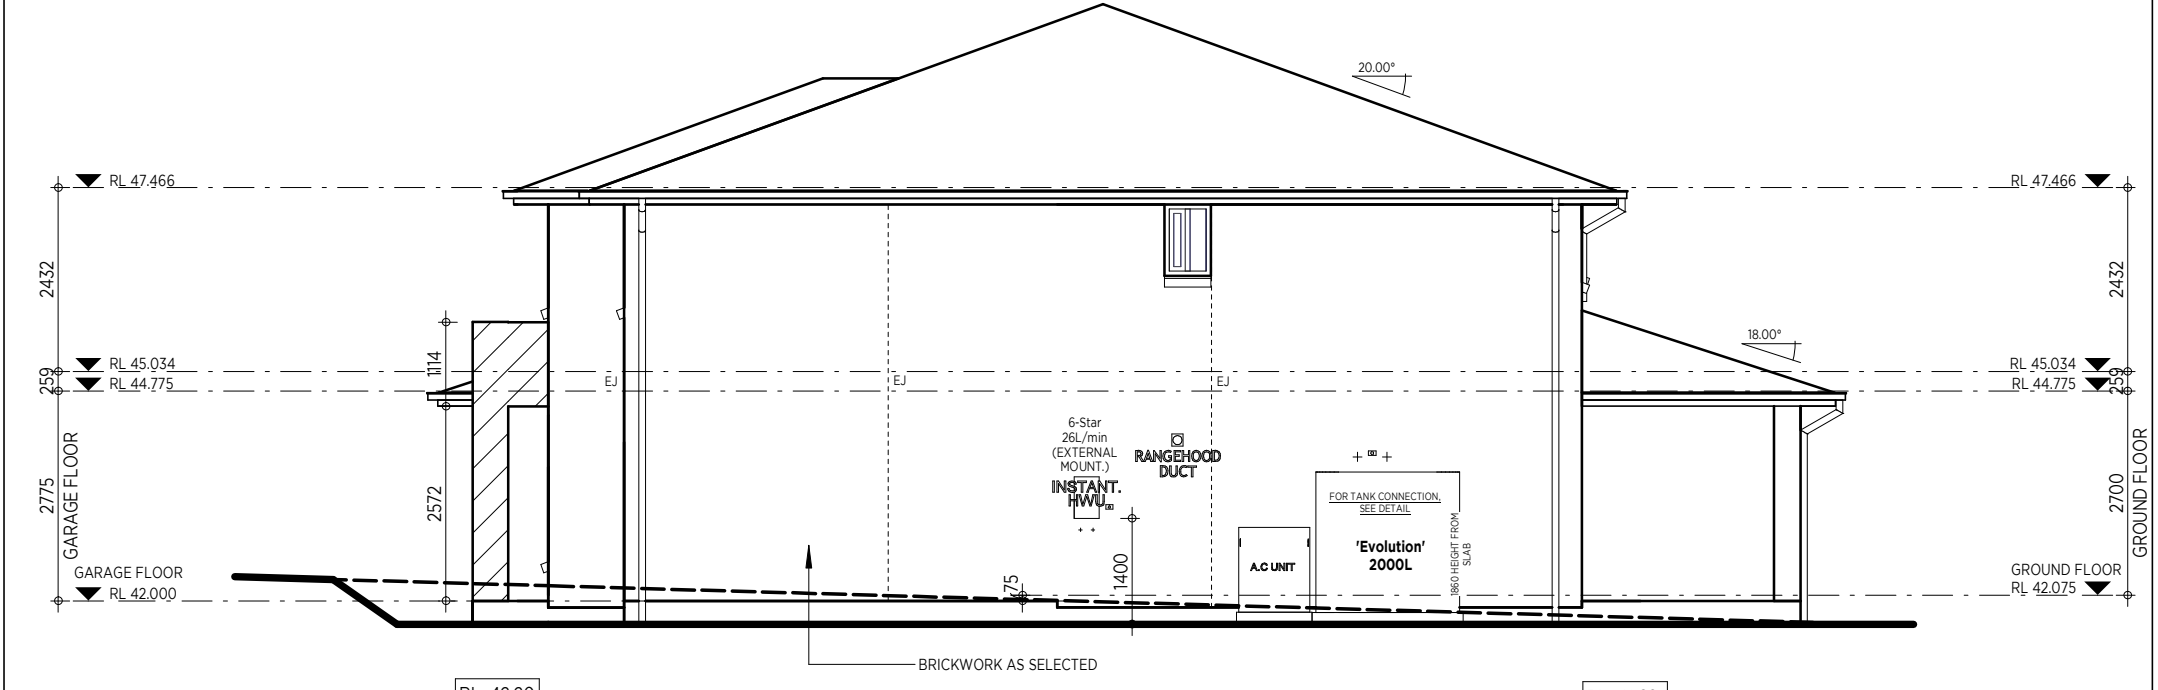 20.00°
RL 47.466
RL 47.466
2432
2432
18.00°
1114
RL 45.034
RL 45.034
259
259
RL 44.775
RL 44.775
EJ
EJ
EJ
6-Star
26L/min
(EXTERNAL
MOUNT.)
INSTANT.
HWU
RANGEHOOD
DUCT
FOR TANK CONNECTION,
SEE DETAIL
'Evolution'
2000L
1860 HEIGHT FROM
SLAB
A.C UNIT
2775
GARAGE FLOOR
2572
2700
GROUND FLOOR
1400
75
GARAGE FLOOR
RL 42.000
GROUND FLOOR
RL 42.075
BRICKWORK AS SELECTED